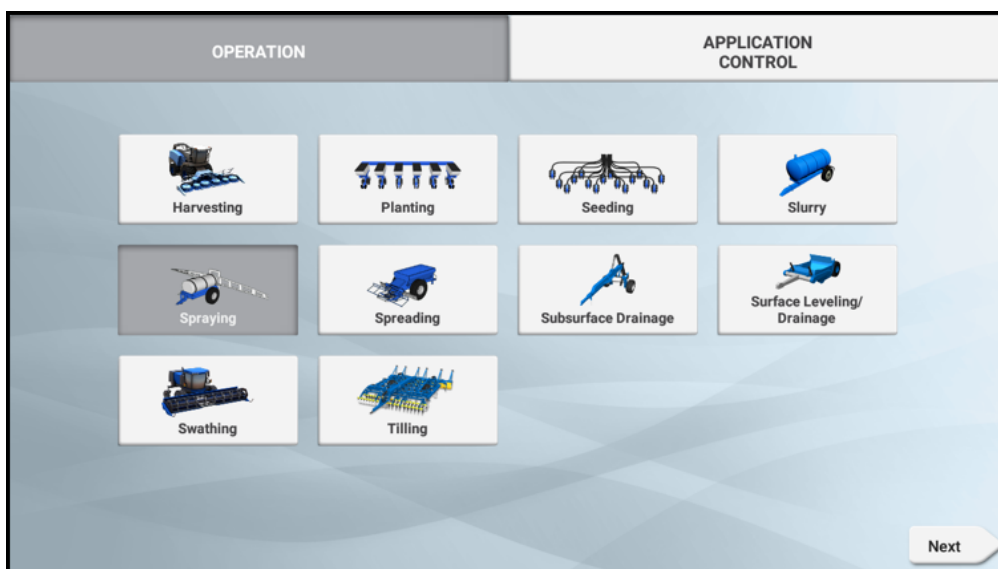 OPERATION
APPLICATION
CONTROL
Harvesting
Planting
Seeding
Slurry
Spraying
Spreading
Subsurface Drainage
Surface Leveling/
Drainage
Swathing
Tilling
Next